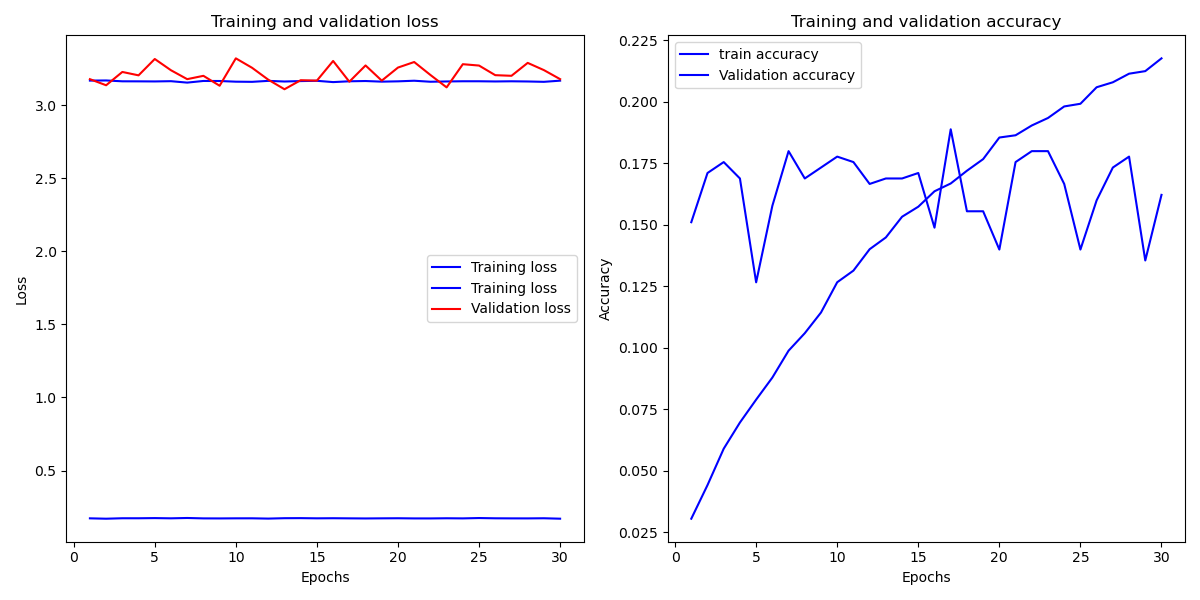 Training and validation loss
Loss
3.0
2.5
2.0
1.5
1.0
0.5
Training loss
Training loss
Validation loss
0 5 10 15 20 25 30
Epochs
Training and validation accuracy
Accuracy
0.225
0.200
0.175
0.150
0.125
0.100
0.075
0.050
0.025
train accuracy
Validation accuracy
0 5 10 15 20 25 30
Epochs